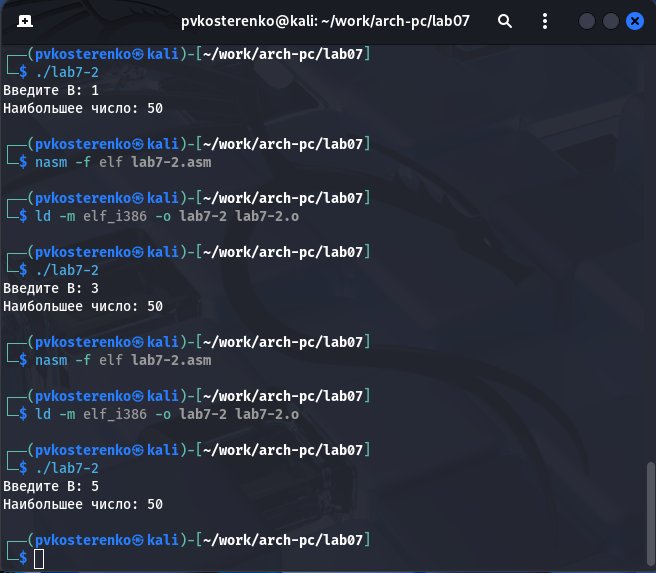 pvkosterenko@kali: ~/work/arch-pc/lab07
┌──(pvkosterenko㉿kali)-[~/work/arch-pc/lab07]
└─$ ./lab7-2
Введите В: 1
Наибольшее число: 50
┌──(pvkosterenko㉿kali)-[~/work/arch-pc/lab07]
└─$ nasm -f elf lab7-2.asm
┌──(pvkosterenko㉿kali)-[~/work/arch-pc/lab07]
└─$ ld -m elf_i386 -o lab7-2 lab7-2.o
┌──(pvkosterenko㉿kali)-[~/work/arch-pc/lab07]
└─$ ./lab7-2
Введите В: 3
Наибольшее число: 50
┌──(pvkosterenko㉿kali)-[~/work/arch-pc/lab07]
└─$ nasm -f elf lab7-2.asm
┌──(pvkosterenko㉿kali)-[~/work/arch-pc/lab07]
└─$ ld -m elf_i386 -o lab7-2 lab7-2.o
┌──(pvkosterenko㉿kali)-[~/work/arch-pc/lab07]
└─$ ./lab7-2
Введите В: 5
Наибольшее число: 50
┌──(pvkosterenko㉿kali)-[~/work/arch-pc/lab07]
└─$